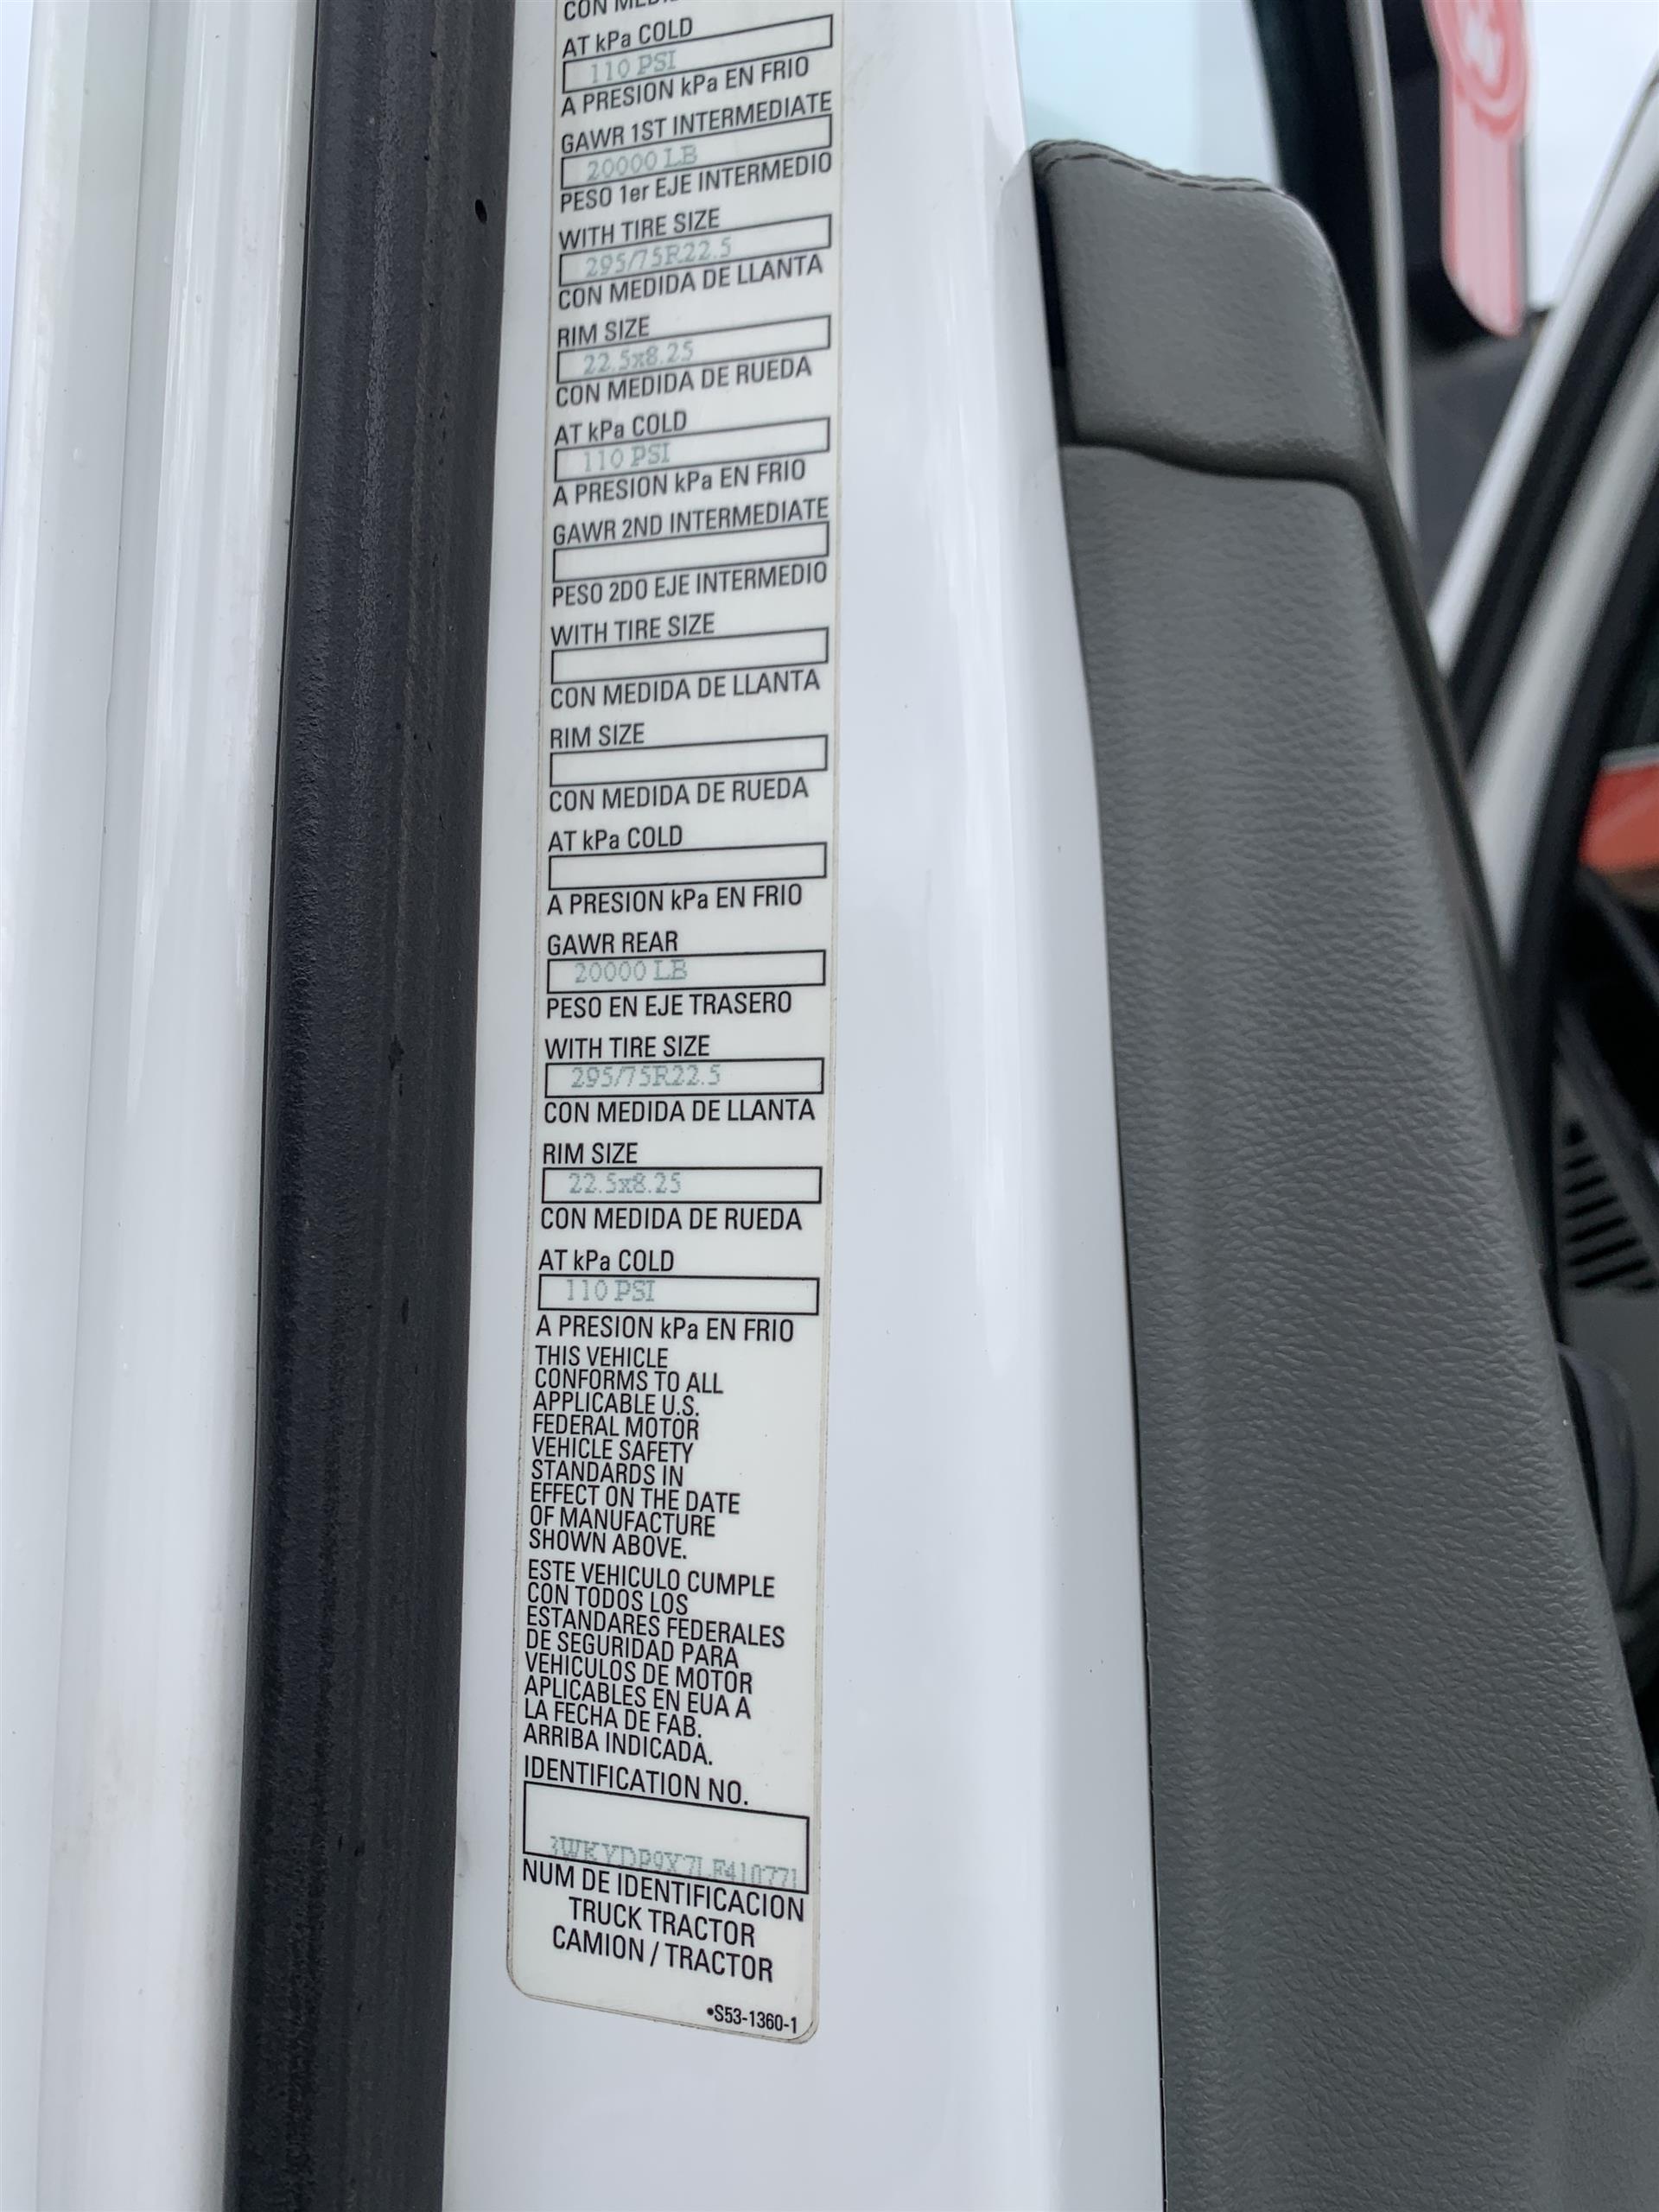 AT kPa COLD
110 PSI
A PRESION kPa EN FRIO
GAWR 1ST INTERMEDIATE
20000 LB
PESO 1er EJE INTERMEDIO
WITH TIRE SIZE
295/75R22.5
CON MEDIDA DE LLANTA
RIM SIZE
22.5x8.25
CON MEDIDA DE RUEDA
AT kPa COLD
110 PSI
A PRESION kPa EN FRIO
GAWR 2ND INTERMEDIATE
PESO 2DO EJE INTERMEDIO
WITH TIRE SIZE
CON MEDIDA DE LLANTA
RIM SIZE
CON MEDIDA DE RUEDA
AT kPa COLD
A PRESION kPa EN FRIO
GAWR REAR
20000 LB
PESO EN EJE TRASERO
WITH TIRE SIZE
295/75R22.5
CON MEDIDA DE LLANTA
RIM SIZE
22.5x8.25
CON MEDIDA DE RUEDA
AT kPa COLD
110 PSI
A PRESION kPa EN FRIO
THIS VEHICLE
CONFORMS TO ALL
APPLICABLE U.S.
FEDERAL MOTOR
VEHICLE SAFETY
STANDARDS IN
EFFECT ON THE DATE
OF MANUFACTURE
SHOWN ABOVE.
ESTE VEHICULO CUMPLE
CON TODOS LOS
ESTANDARES FEDERALES
DE SEGURIDAD PARA
VEHICULOS DE MOTOR
APLICABLES EN EUA A
LA FECHA DE FAB.
ARRIBA INDICADA.
IDENTIFICATION NO.
3WKYDP9X7LF410771
NUM DE IDENTIFICACION
TRUCK TRACTOR
CAMION / TRACTOR
•S53-1360-1